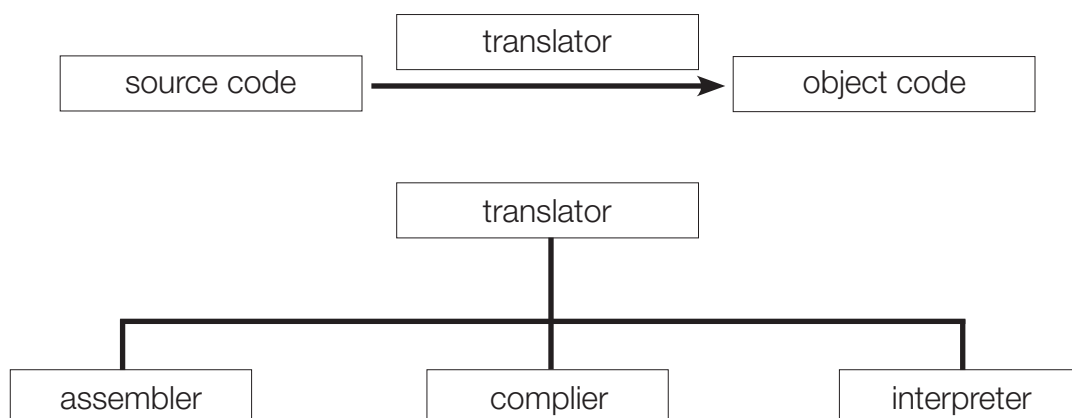 translator
source code
object code
translator
assembler
complier
interpreter